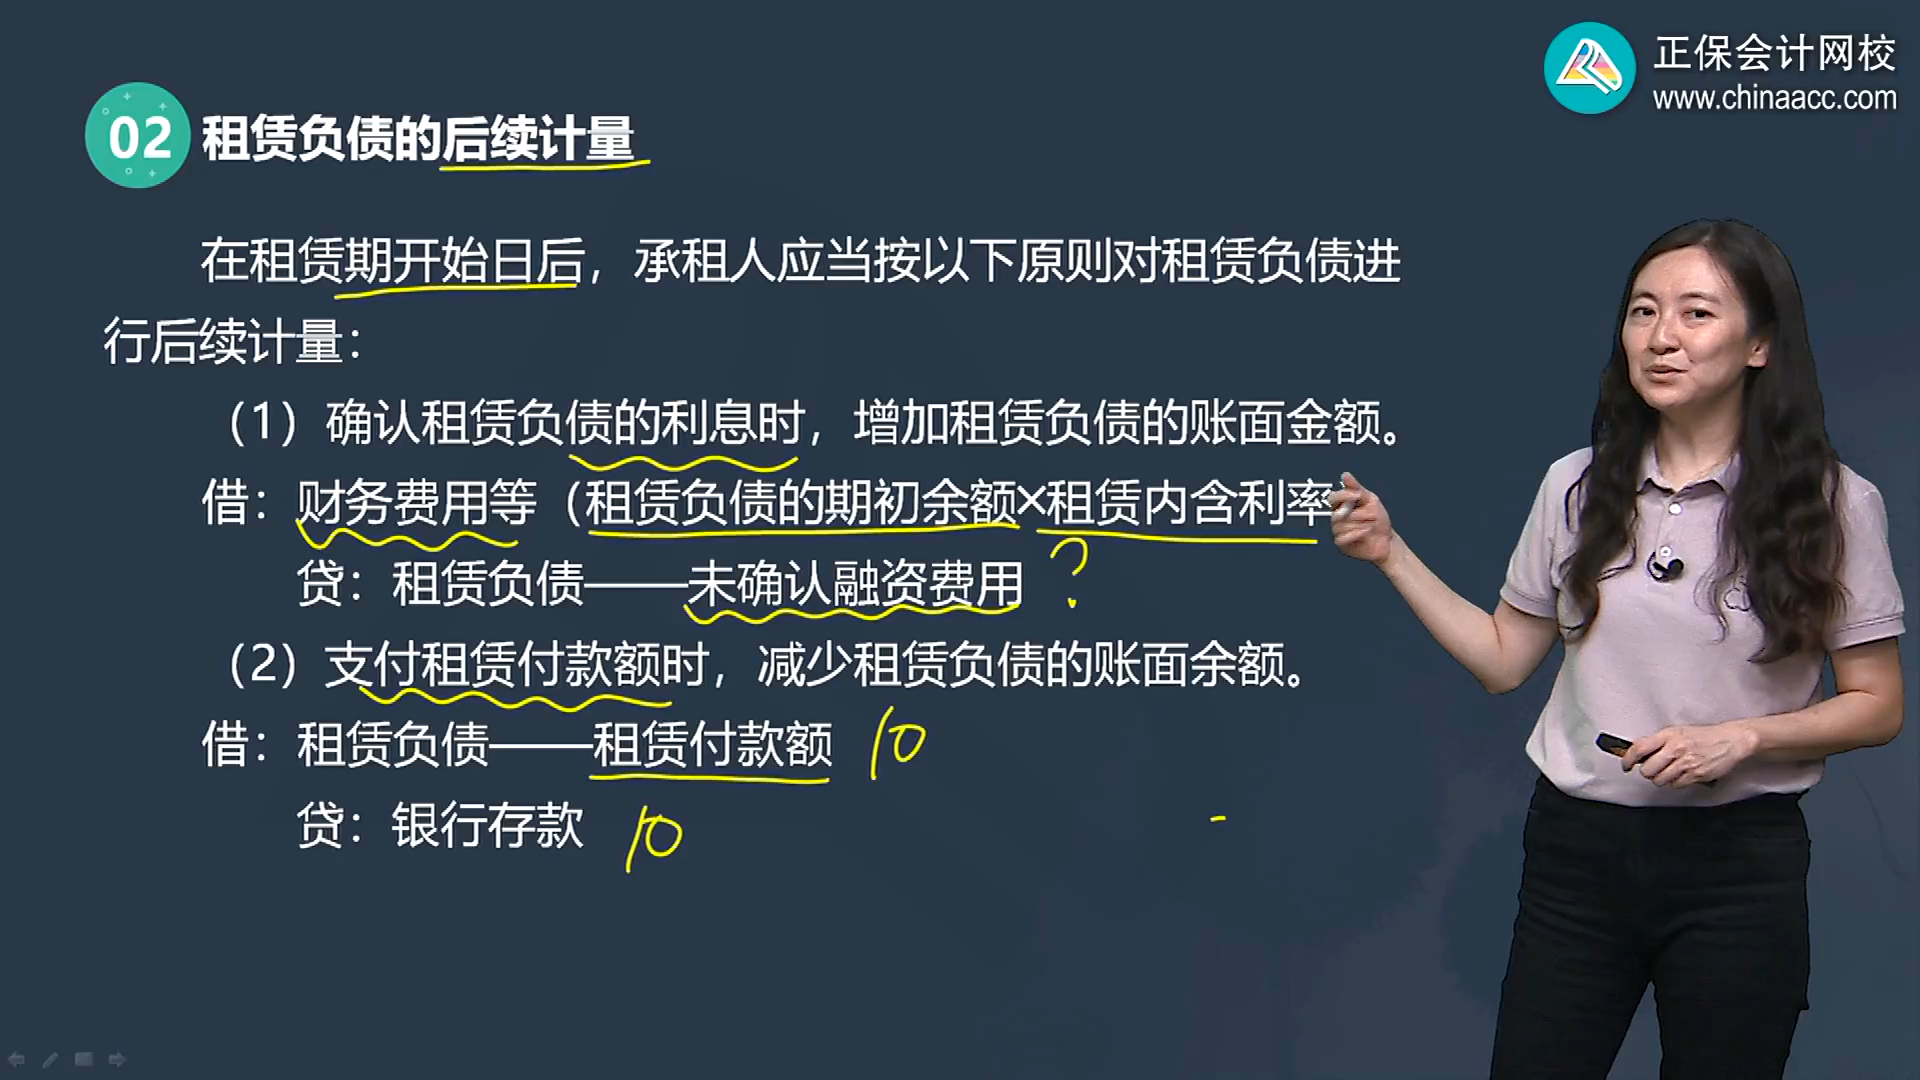 正保会计网校
www.chinaacc.com
02 租赁负债的后续计量
在租赁期开始日后，承租人应当按以下原则对租赁负债进
行后续计量：
（1）确认租赁负债的利息时，增加租赁负债的账面金额。
借：财务费用等（租赁负债的期初余额×租赁内含利率
贷：租赁负债——未确认融资费用 ？
（2）支付租赁付款额时，减少租赁负债的账面余额。
借：租赁负债——租赁付款额 10
贷：银行存款 10